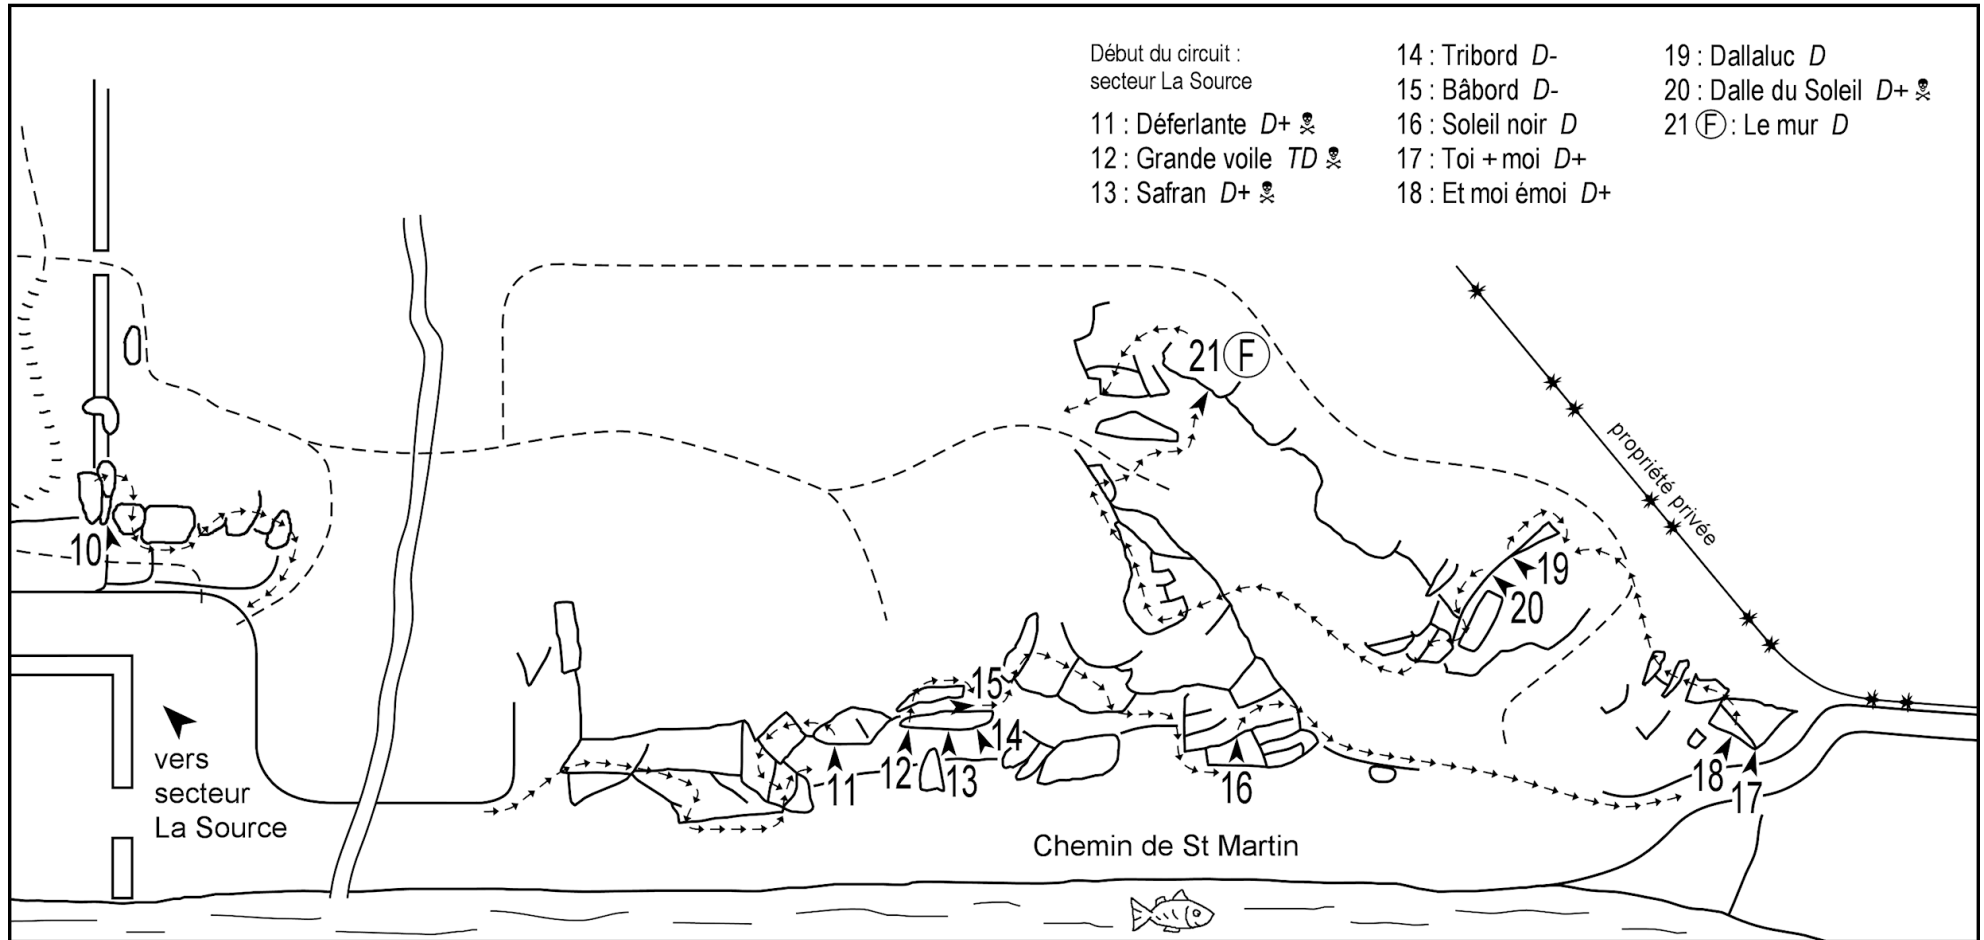 Début du circuit :
secteur La Source
11 : Déferlante D+
12 : Grande voile TD
13 : Safran D+
14 : Tribord D-
15 : Bâbord D-
16 : Soleil noir D
17 : Toi + moi D+
18 : Et moi émoi D+
19 : Dallaluc D
20 : Dalle du Soleil D+
21 F : Le mur D
21 F
propriété privée
10
19
20
15
14
12
13
11
16
18
17
vers
secteur
La Source
Chemin de St Martin